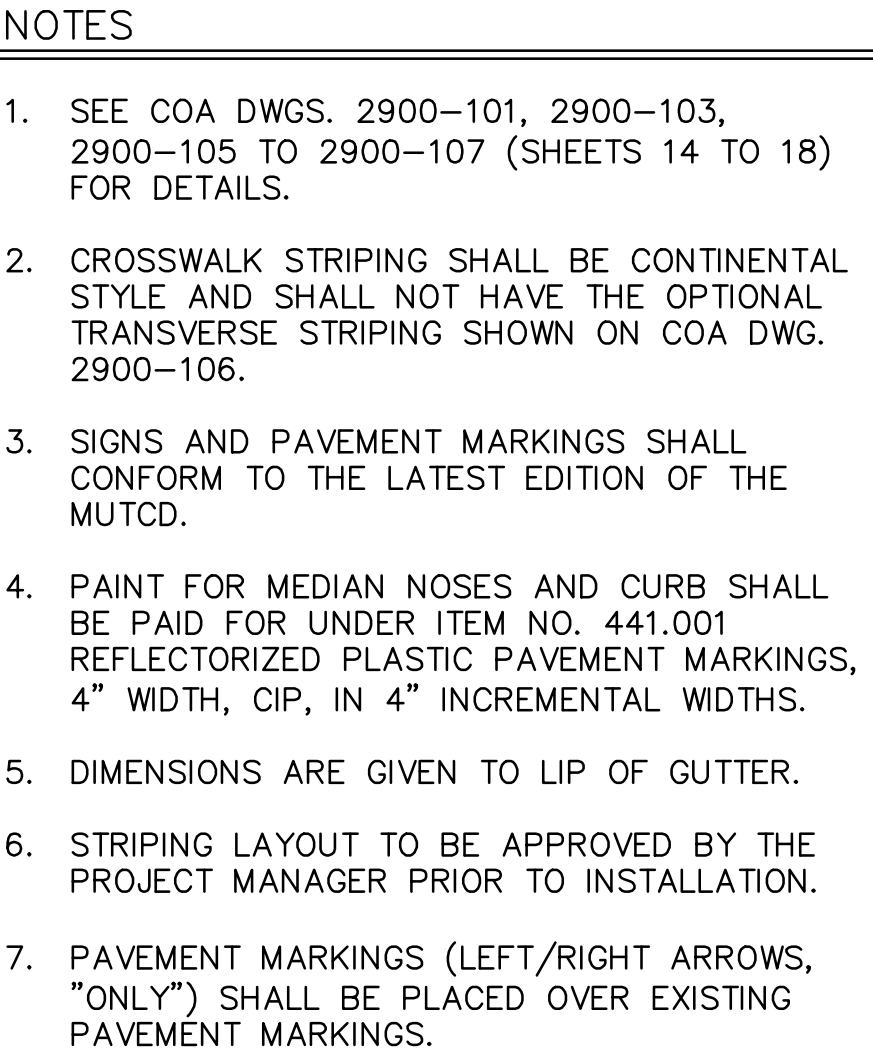 NOTES
1. SEE COA DWGS. 2900–101, 2900–103,
2900–105 TO 2900–107 (SHEETS 14 TO 18)
FOR DETAILS.
2. CROSSWALK STRIPING SHALL BE CONTINENTAL
STYLE AND SHALL NOT HAVE THE OPTIONAL
TRANSVERSE STRIPING SHOWN ON COA DWG.
2900–106.
3. SIGNS AND PAVEMENT MARKINGS SHALL
CONFORM TO THE LATEST EDITION OF THE
MUTCD.
4. PAINT FOR MEDIAN NOSES AND CURB SHALL
BE PAID FOR UNDER ITEM NO. 441.001
REFLECTORIZED PLASTIC PAVEMENT MARKINGS,
4” WIDTH, CIP, IN 4” INCREMENTAL WIDTHS.
5. DIMENSIONS ARE GIVEN TO LIP OF GUTTER.
6. STRIPING LAYOUT TO BE APPROVED BY THE
PROJECT MANAGER PRIOR TO INSTALLATION.
7. PAVEMENT MARKINGS (LEFT/RIGHT ARROWS,
”ONLY”) SHALL BE PLACED OVER EXISTING
PAVEMENT MARKINGS.